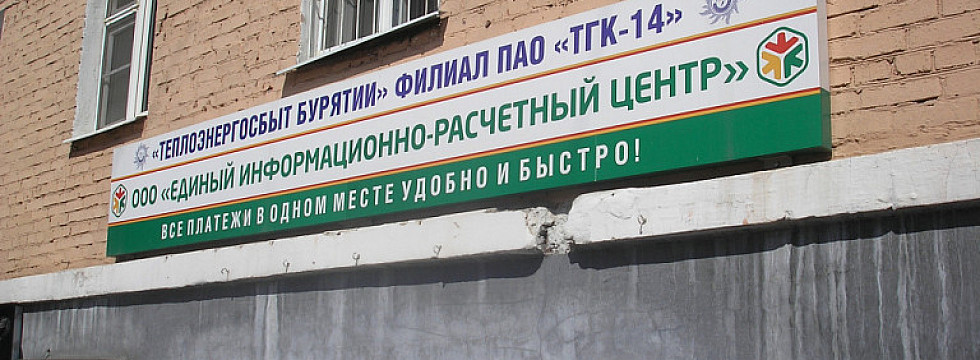 «ТЕПЛОЭНЕРГОСБЫТ БУРЯТИИ» ФИЛИАЛ ПАО «ТГК-14»
ООО «ЕДИНЫЙ ИНФОРМАЦИОННО-РАСЧЕТНЫЙ ЦЕНТР»
ВСЕ ПЛАТЕЖИ В ОДНОМ МЕСТЕ УДОБНО И БЫСТРО!